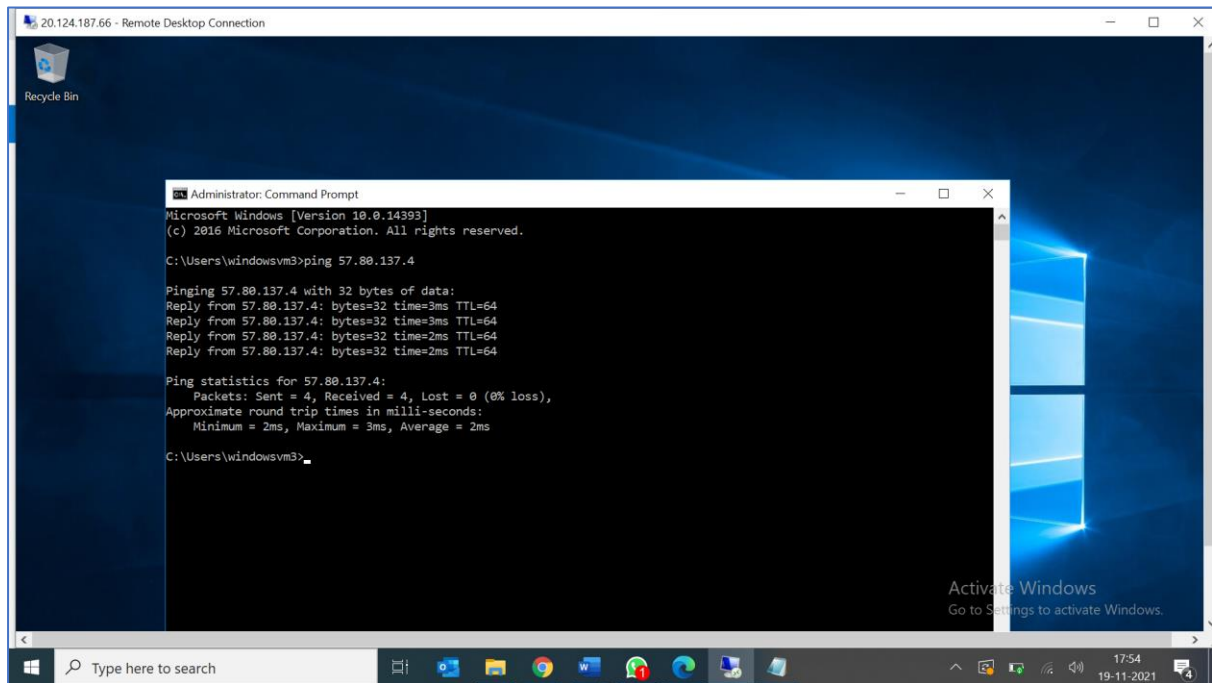 20.124.187.66 - Remote Desktop Connection
Recycle Bin
Administrator: Command Prompt
Microsoft Windows [Version 10.0.14393]
(c) 2016 Microsoft Corporation. All rights reserved.
C:\Users\windowsvm3>ping 57.80.137.4
Pinging 57.80.137.4 with 32 bytes of data:
Reply from 57.80.137.4: bytes=32 time=3ms TTL=64
Reply from 57.80.137.4: bytes=32 time=3ms TTL=64
Reply from 57.80.137.4: bytes=32 time=2ms TTL=64
Reply from 57.80.137.4: bytes=32 time=2ms TTL=64
Ping statistics for 57.80.137.4:
Packets: Sent = 4, Received = 4, Lost = 0 (0% loss),
Approximate round trip times in milli-seconds:
Minimum = 2ms, Maximum = 3ms, Average = 2ms
C:\Users\windowsvm3>
Activate Windows
Go to Settings to activate Windows.
Type here to search
1
17:54
19-11-2021
4